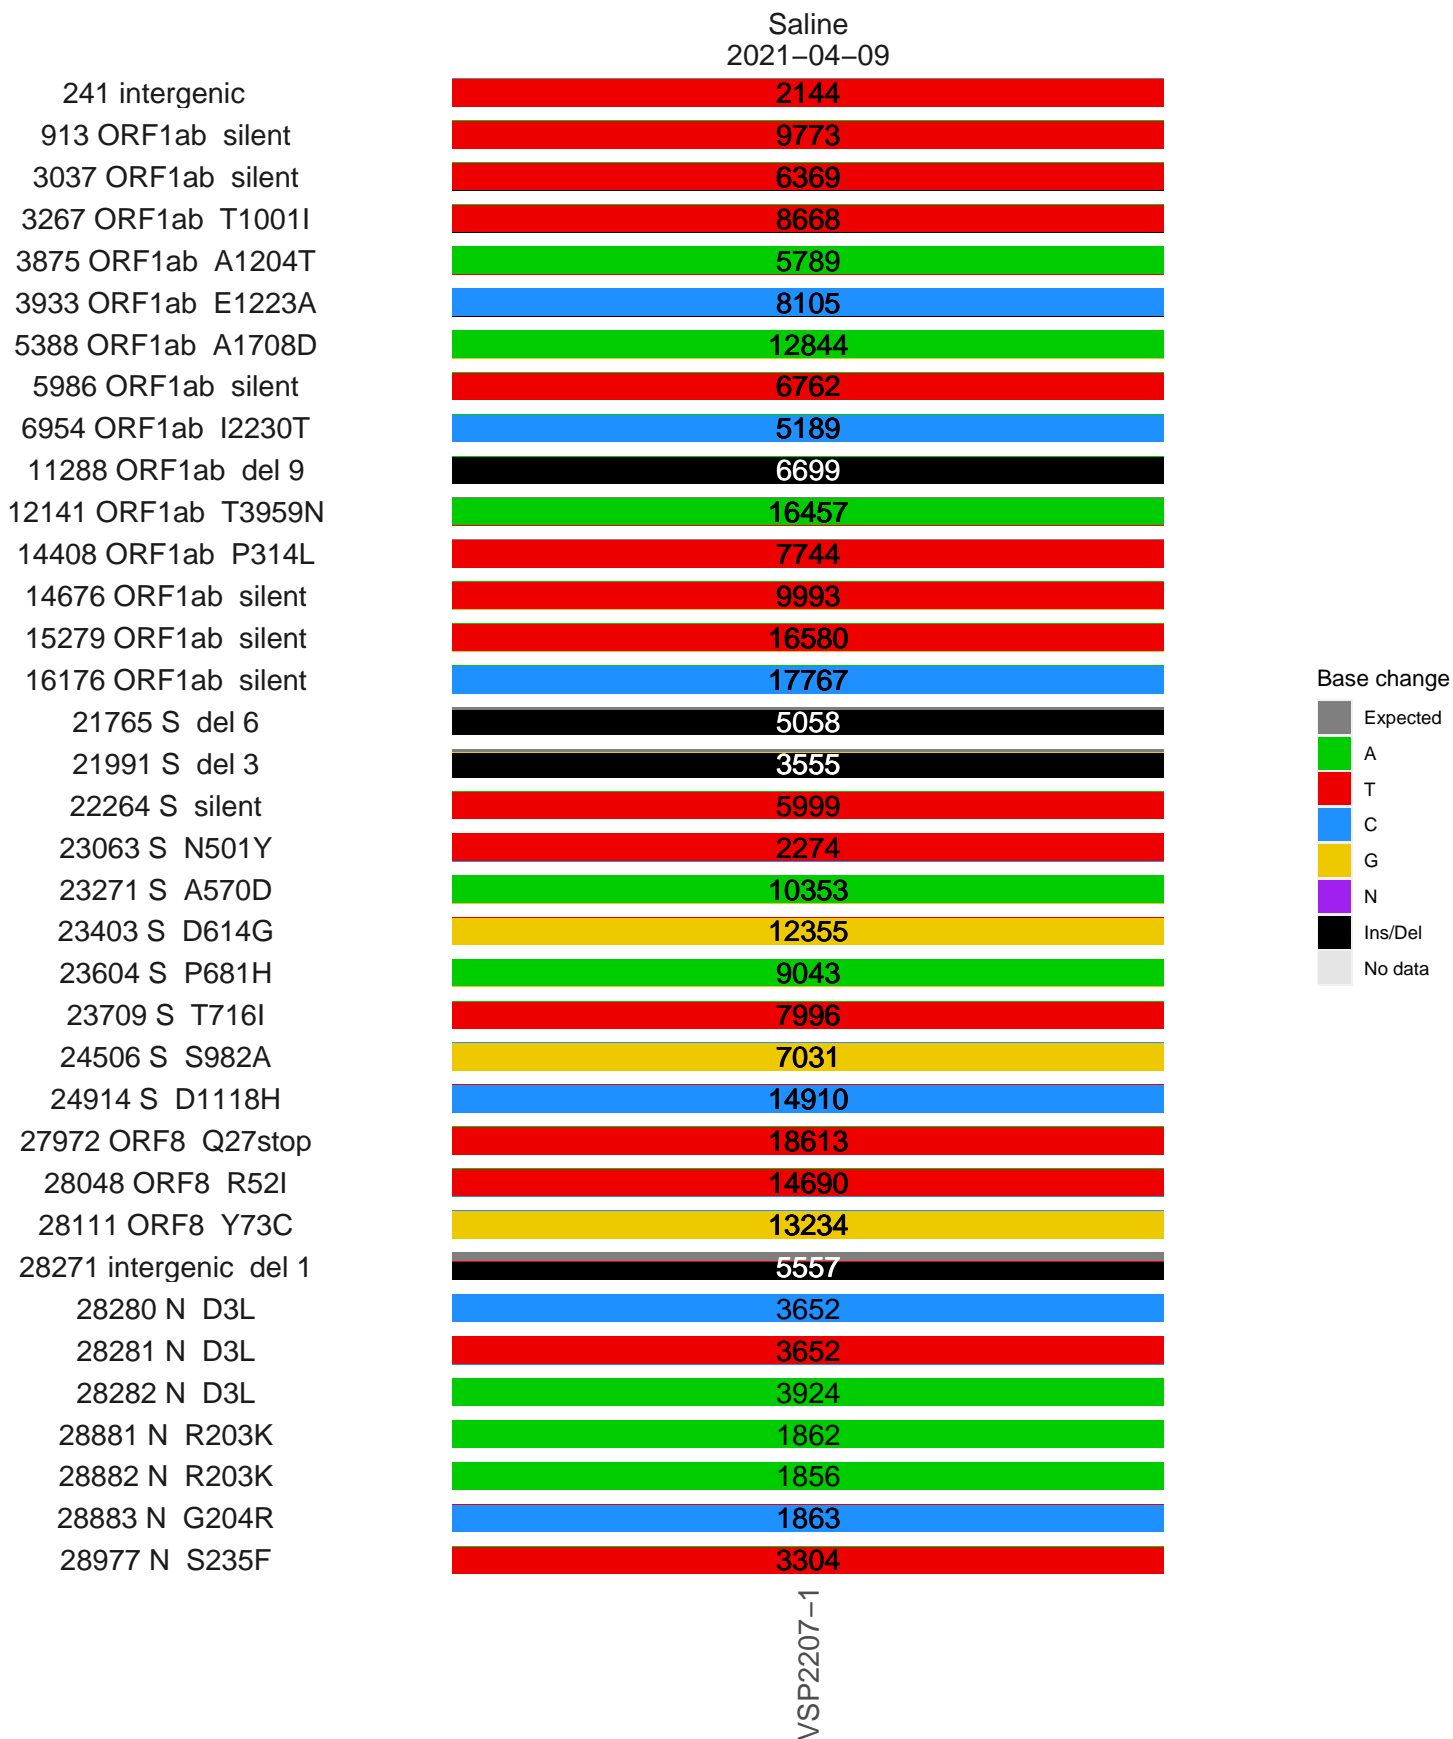 Saline
2021−04−09
241 intergenic 2144
913 ORF1ab silent 9773
3037 ORF1ab silent 6369
3267 ORF1ab T1001I 8668
3875 ORF1ab A1204T 5789
3933 ORF1ab E1223A 8105
5388 ORF1ab A1708D 12844
5986 ORF1ab silent 6762
6954 ORF1ab I2230T 5189
11288 ORF1ab del 9 6699
12141 ORF1ab T3959N 16457
14408 ORF1ab P314L 7744
14676 ORF1ab silent 9993
15279 ORF1ab silent 16580
16176 ORF1ab silent 17767
21765 S del 6 5058
21991 S del 3 3555
22264 S silent 5999
23063 S N501Y 2274
23271 S A570D 10353
23403 S D614G 12355
23604 S P681H 9043
23709 S T716I 7996
24506 S S982A 7031
24914 S D1118H 14910
27972 ORF8 Q27stop 18613
28048 ORF8 R52I 14690
28111 ORF8 Y73C 13234
28271 intergenic del 1 5557
28280 N D3L 3652
28281 N D3L 3652
28282 N D3L 3924
28881 N R203K 1862
28882 N R203K 1856
28883 N G204R 1863
28977 N S235F 3304
VSP2207−1
Base change
Expected
A
T
C
G
N
Ins/Del
No data